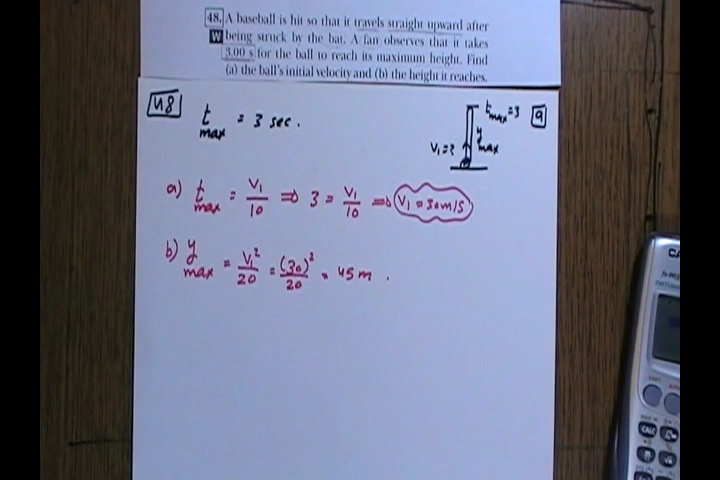 48. A baseball is hit so that it travels straight upward after
W being struck by the bat. A fan observes that it takes
3.00 s for the ball to reach its maximum height. Find
(a) the ball's initial velocity and (b) the height it reaches.
48 t max = 3 sec.
t max = 3 9
y max
V₁ = ?
a) t max = V₁/10 ⇒ 3 = V₁/10 ⇒ V₁ = 30 m/s
b) y max = V₁²/20 = (30)²/20 = 45 m .
CALC